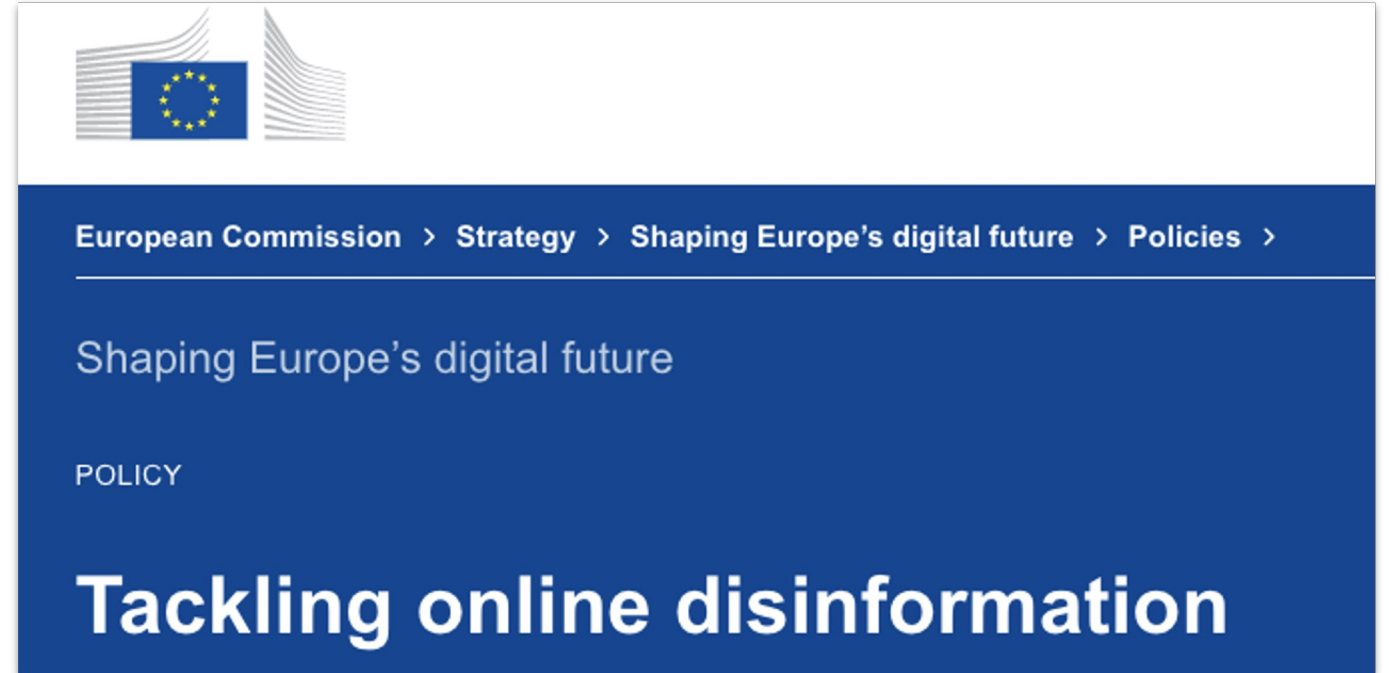 European Commission > Strategy > Shaping Europe’s digital future > Policies >
Shaping Europe’s digital future
POLICY
Tackling online disinformation